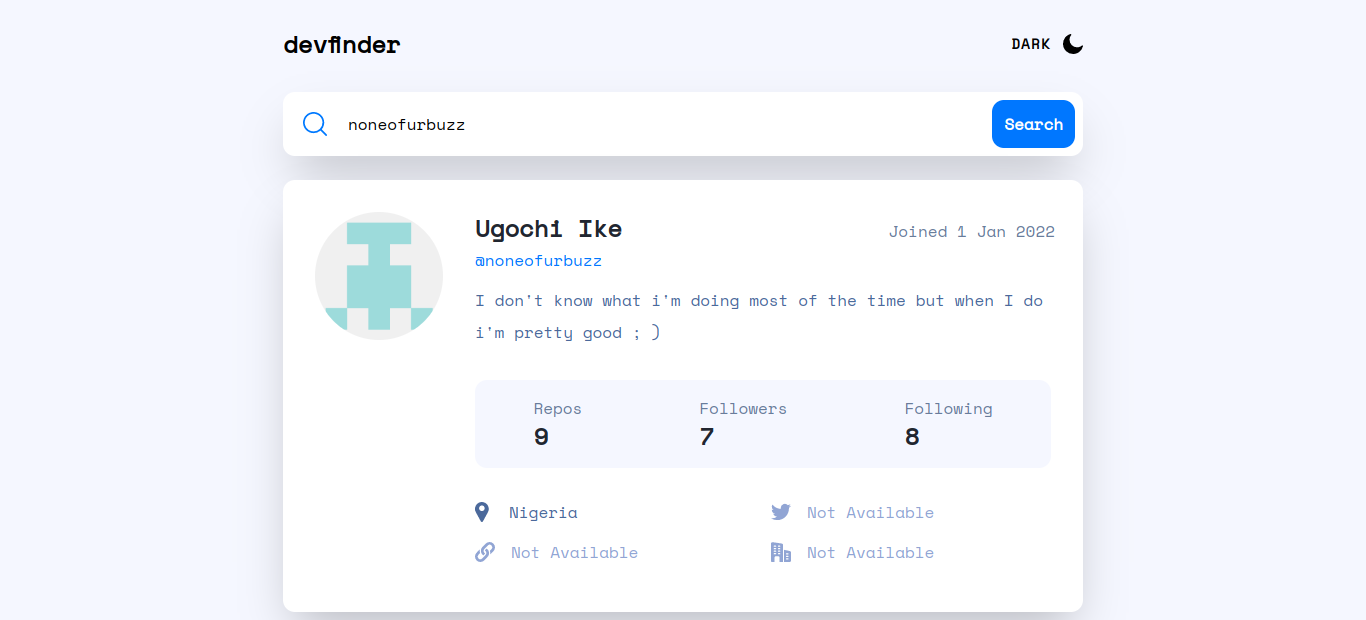 devfinder
DARK
noneofurbuzz
Search
Ugochi Ike
Joined 1 Jan 2022
@noneofurbuzz
I don't know what i'm doing most of the time but when I do
i'm pretty good ; )
Repos Followers Following
9 7 8
Nigeria
Not Available
Not Available
Not Available